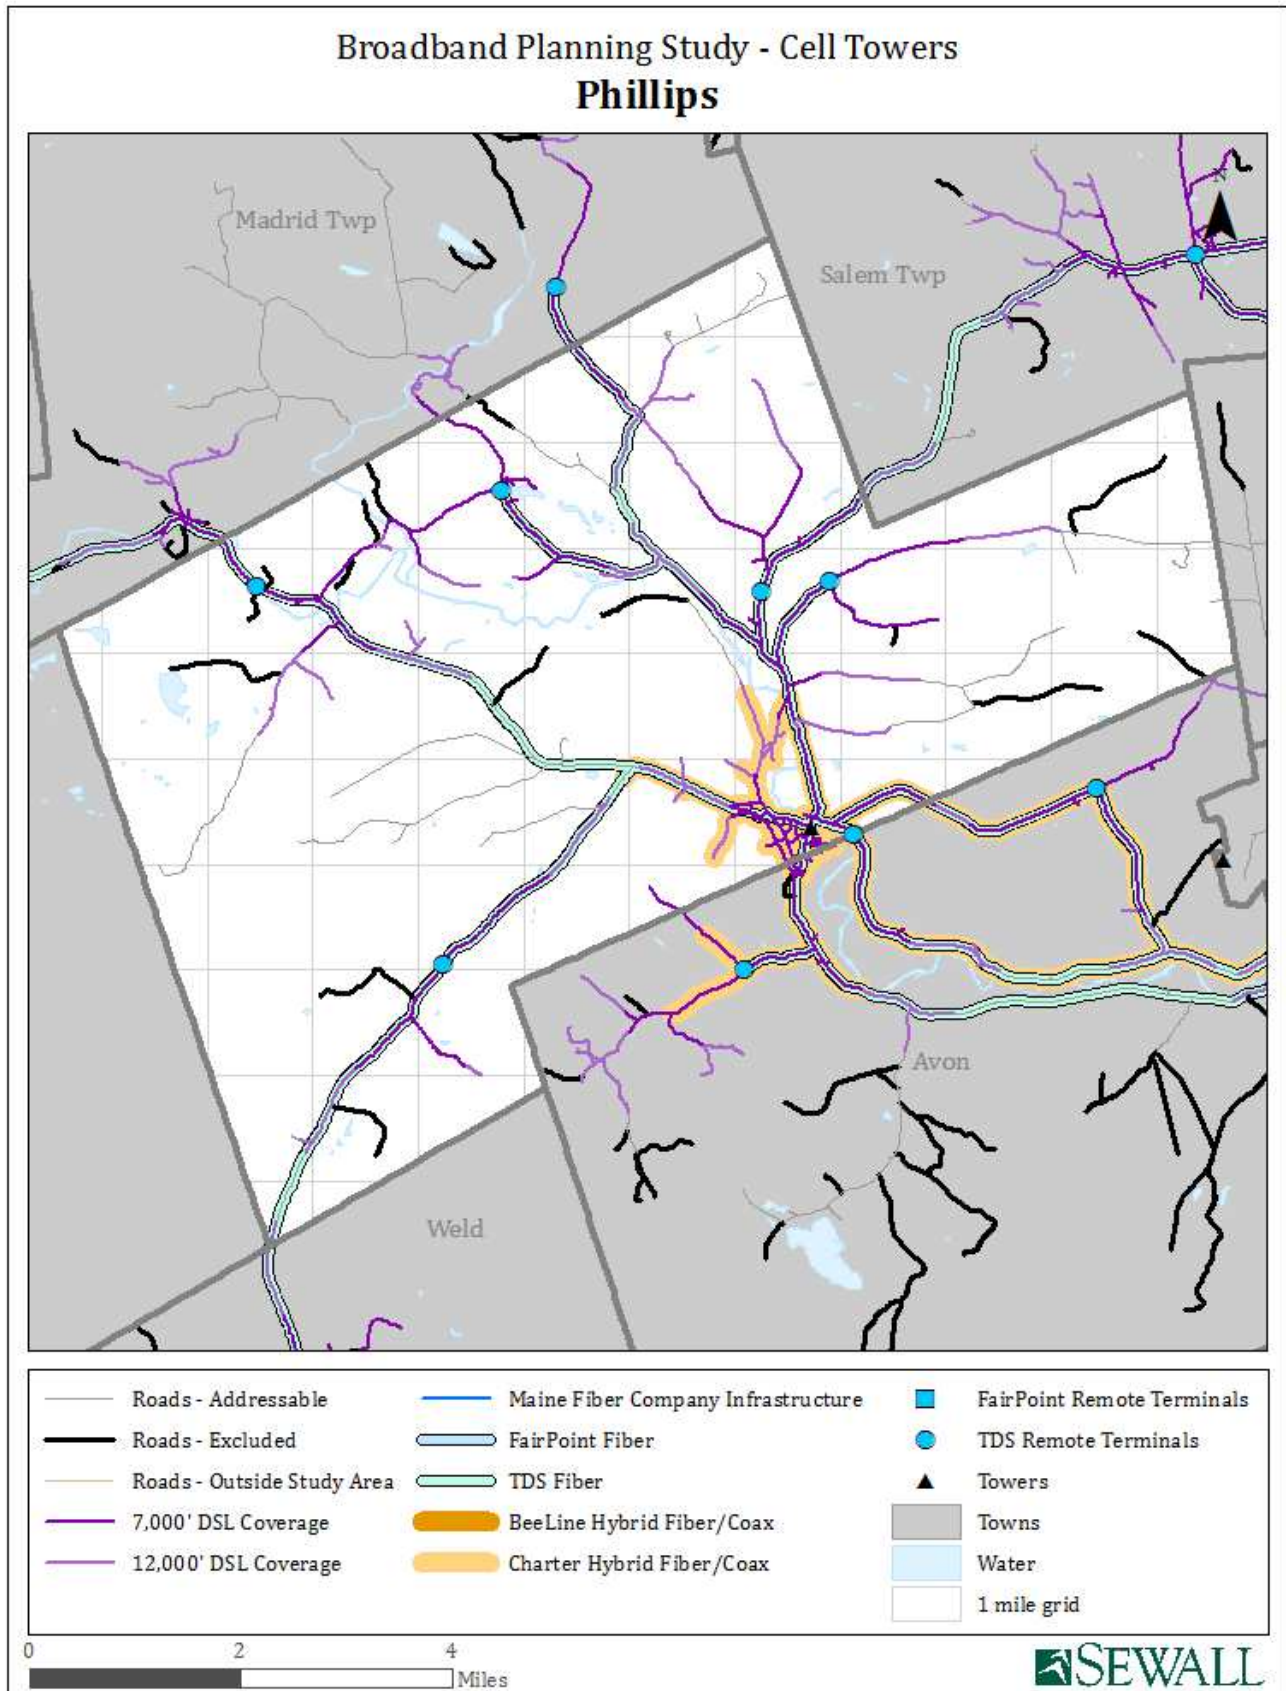 Broadband Planning Study - Cell Towers
Phillips
Madrid Twp
N
Salem Twp
Avon
Weld
Roads - Addressable
Roads - Excluded
Roads - Outside Study Area
7,000' DSL Coverage
12,000' DSL Coverage
Maine Fiber Company Infrastructure
FairPoint Fiber
TDS Fiber
BeeLine Hybrid Fiber/Coax
Charter Hybrid Fiber/Coax
FairPoint Remote Terminals
TDS Remote Terminals
Towers
Towns
Water
1 mile grid
0 2 4
Miles
SEWALL